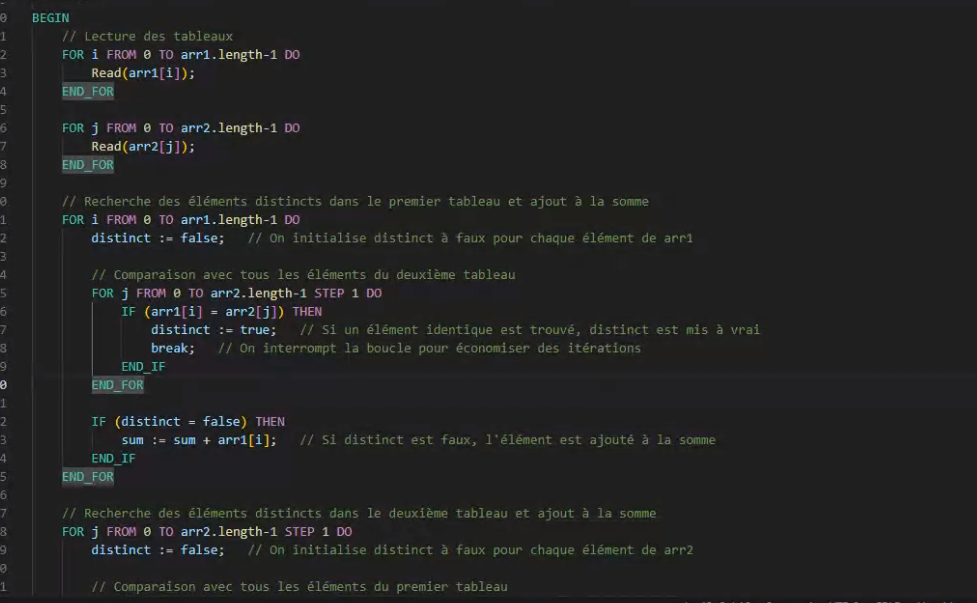 0 BEGIN
1 // Lecture des tableaux
2 FOR i FROM 0 TO arr1.length-1 DO
3 Read(arr1[i]);
4 END_FOR
5
6 FOR j FROM 0 TO arr2.length-1 DO
7 Read(arr2[j]);
8 END_FOR
9
0 // Recherche des éléments distincts dans le premier tableau et ajout à la somme
1 FOR i FROM 0 TO arr1.length-1 DO
2 distinct := false; // On initialise distinct à faux pour chaque élément de arr1
3
4 // Comparaison avec tous les éléments du deuxième tableau
5 FOR j FROM 0 TO arr2.length-1 STEP 1 DO
6 IF (arr1[i] = arr2[j]) THEN
7 distinct := true; // Si un élément identique est trouvé, distinct est mis à vrai
8 break; // On interrompt la boucle pour économiser des itérations
9 END_IF
0 END_FOR
1
2 IF (distinct = false) THEN
3 sum := sum + arr1[i]; // Si distinct est faux, l'élément est ajouté à la somme
4 END_IF
5 END_FOR
6
7 // Recherche des éléments distincts dans le deuxième tableau et ajout à la somme
8 FOR j FROM 0 TO arr2.length-1 STEP 1 DO
9 distinct := false; // On initialise distinct à faux pour chaque élément de arr2
0
1 // Comparaison avec tous les éléments du premier tableau